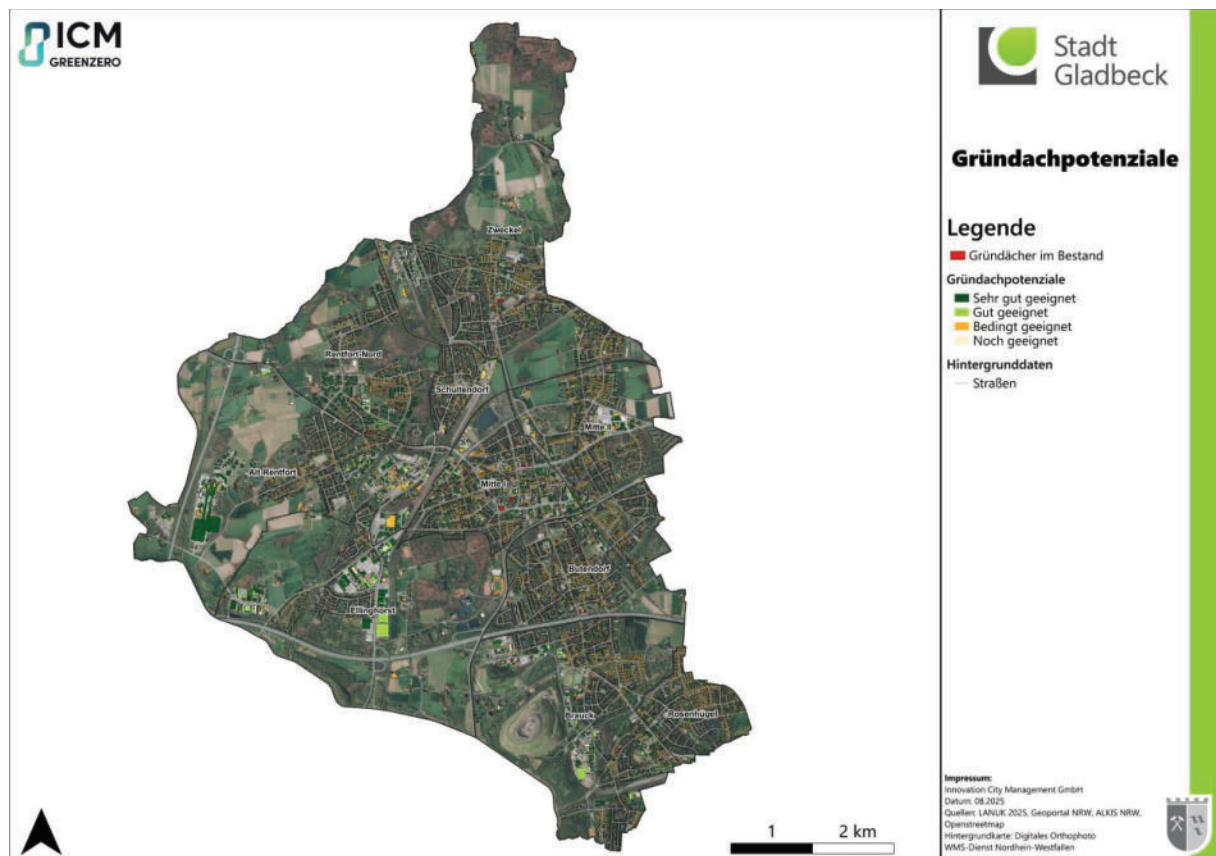 ICM
GREENZERO
Stadt
Gladbeck
Gründachpotenziale
Legende
Gründächer im Bestand
Gründachpotenziale
Sehr gut geeignet
Gut geeignet
Bedingt geeignet
Noch geeignet
Hintergrunddaten
Straßen
Zweckel
Rentfort-Nord
Schultendorf
Mitte II
Alt-Rentfort
Mitte I
Butendorf
Ellinghorst
Brauck
Rosenhügel
1 2 km
Impressum:
Innovation City Management GmbH
Datum: 08.2025
Quellen: LANUK 2025, Geoportal NRW, ALKIS NRW,
Openstreetmap
Hintergrundkarte: Digitales Orthophoto
WMS-Dienst Nordhein-Westfallen